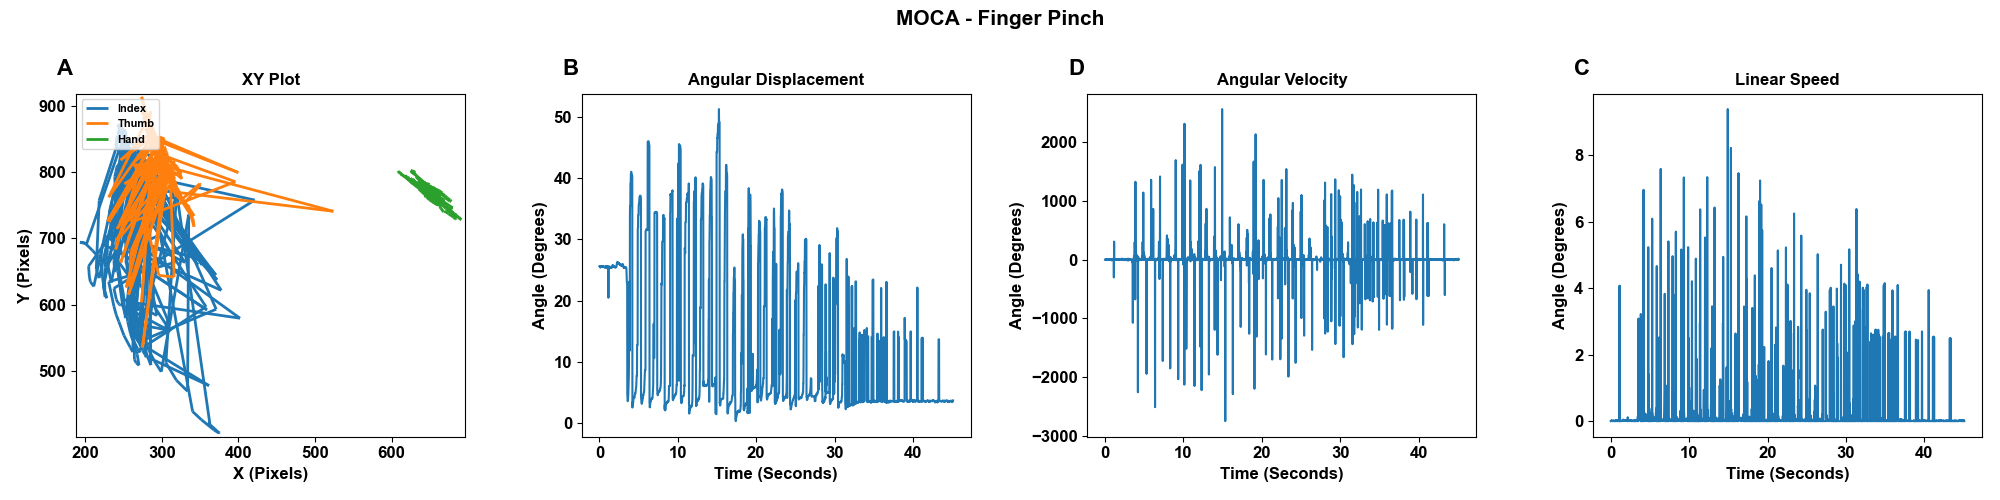 MOCA - Finger Pinch
A
XY Plot
Index
Thumb
Hand
900
800
700
600
500
200
300
400
500
600
Y (Pixels)
X (Pixels)
B
Angular Displacement
50
40
30
20
10
0
0
10
20
30
40
Angle (Degrees)
Time (Seconds)
D
Angular Velocity
2000
1000
0
−1000
−2000
−3000
0
10
20
30
40
Angle (Degrees)
Time (Seconds)
C
Linear Speed
8
6
4
2
0
0
10
20
30
40
Angle (Degrees)
Time (Seconds)